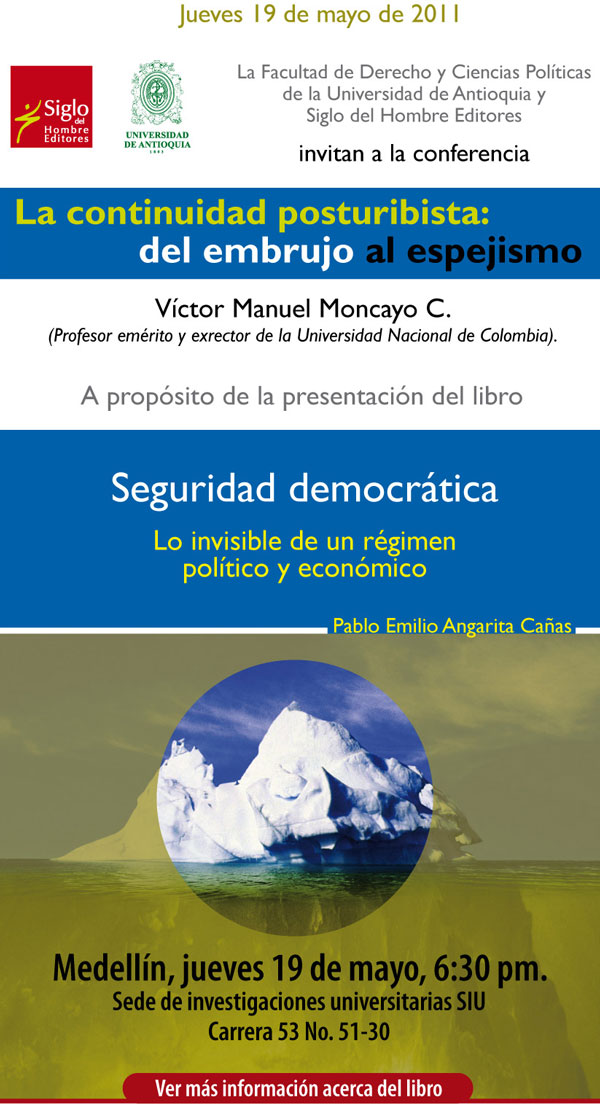 Jueves 19 de mayo de 2011
Siglo
del
Hombre
Editores
UNIVERSIDAD
DE ANTIOQUIA
1803
La Facultad de Derecho y Ciencias Políticas
de la Universidad de Antioquia y
Siglo del Hombre Editores
invitan a la conferencia
La continuidad posturibista:
del embrujo al espejismo
Víctor Manuel Moncayo C.
(Profesor emérito y exrector de la Universidad Nacional de Colombia).
A propósito de la presentación del libro
Seguridad democrática
Lo invisible de un régimen
político y económico
Pablo Emilio Angarita Cañas
Medellín, jueves 19 de mayo, 6:30 pm.
Sede de investigaciones universitarias SIU
Carrera 53 No. 51-30
Ver más información acerca del libro